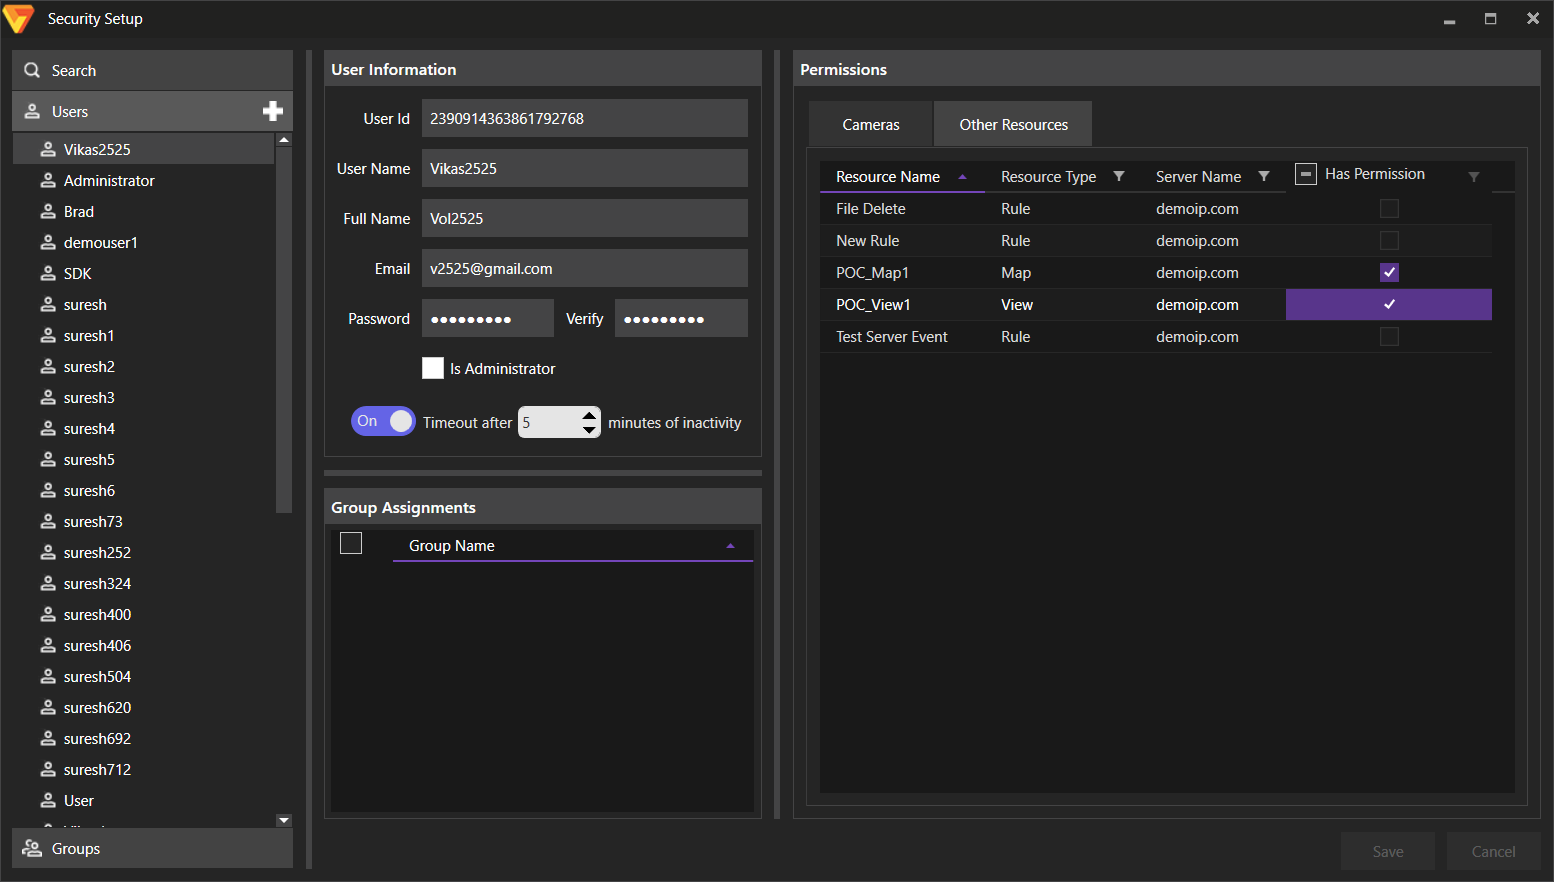 Security Setup
Search
Users
Vikas2525
Administrator
Brad
demouser1
SDK
suresh
suresh1
suresh2
suresh3
suresh4
suresh5
suresh6
suresh73
suresh252
suresh324
suresh400
suresh406
suresh504
suresh620
suresh692
suresh712
User
Groups
User Information
User Id 2390914363861792768
User Name Vikas2525
Full Name Vol2525
Email v2525@gmail.com
Password ●●●●●●●●● Verify ●●●●●●●●●
Is Administrator
On Timeout after 5 minutes of inactivity
Group Assignments
Group Name
Permissions
Cameras Other Resources
Resource Name Resource Type Server Name Has Permission
File Delete Rule demoip.com
New Rule Rule demoip.com
POC_Map1 Map demoip.com
POC_View1 View demoip.com
Test Server Event Rule demoip.com
Save Cancel